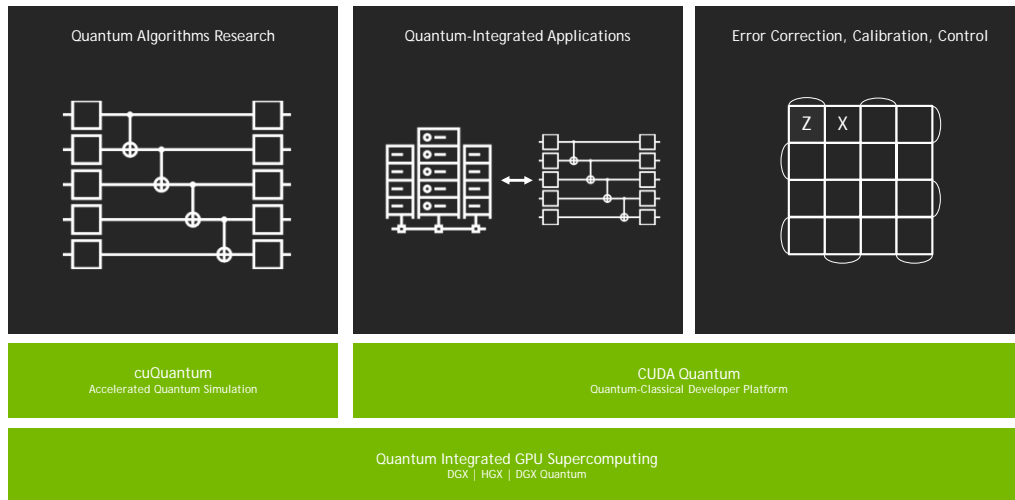 Quantum Algorithms Research
Quantum-Integrated Applications
Error Correction, Calibration, Control
Z X
cuQuantum
Accelerated Quantum Simulation
CUDA Quantum
Quantum-Classical Developer Platform
Quantum Integrated GPU Supercomputing
DGX | HGX | DGX Quantum